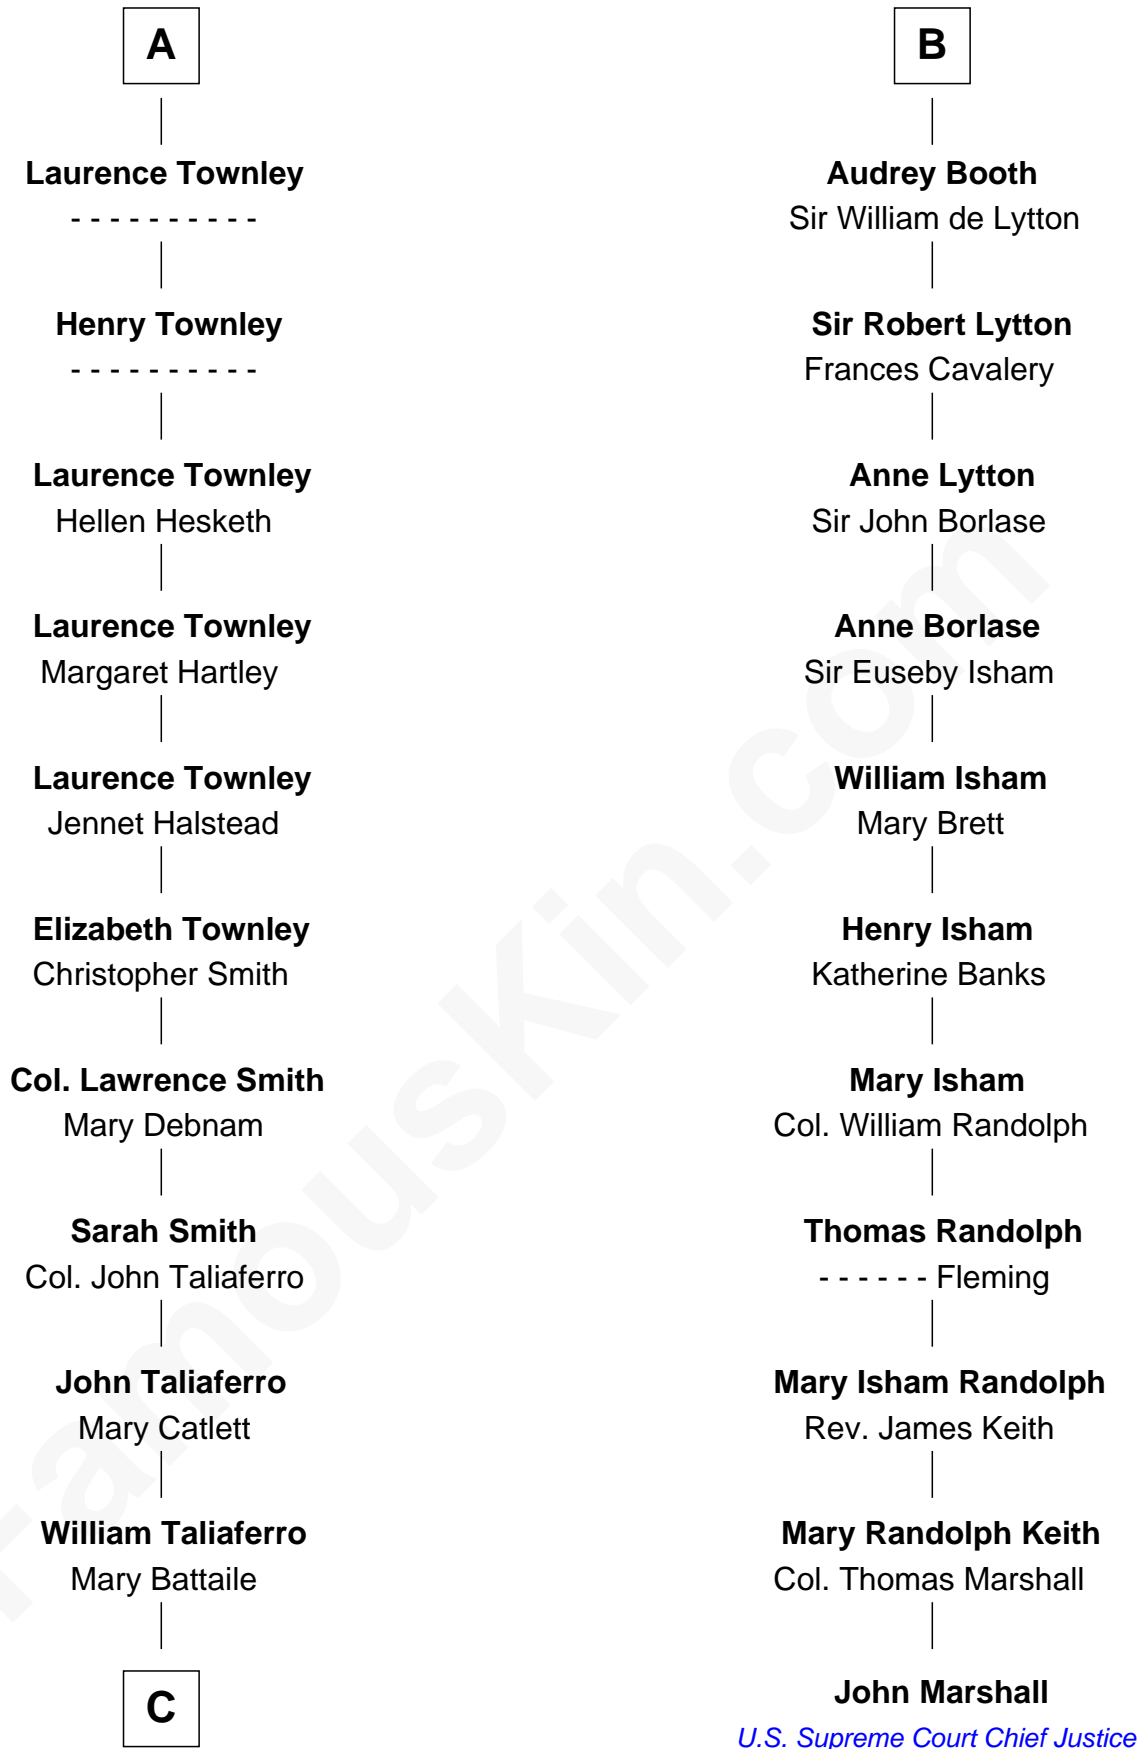 A
Laurence Townley
- - - - - - - - - -
Henry Townley
- - - - - - - - - -
Laurence Townley
Hellen Hesketh
Laurence Townley
Margaret Hartley
Laurence Townley
Jennet Halstead
Elizabeth Townley
Christopher Smith
Col. Lawrence Smith
Mary Debnam
Sarah Smith
Col. John Taliaferro
John Taliaferro
Mary Catlett
William Taliaferro
Mary Battaile
C
B
Audrey Booth
Sir William de Lytton
Sir Robert Lytton
Frances Cavalery
Anne Lytton
Sir John Borlase
Anne Borlase
Sir Euseby Isham
William Isham
Mary Brett
Henry Isham
Katherine Banks
Mary Isham
Col. William Randolph
Thomas Randolph
- - - - - - Fleming
Mary Isham Randolph
Rev. James Keith
Mary Randolph Keith
Col. Thomas Marshall
John Marshall
U.S. Supreme Court Chief Justice
FamousKin.com